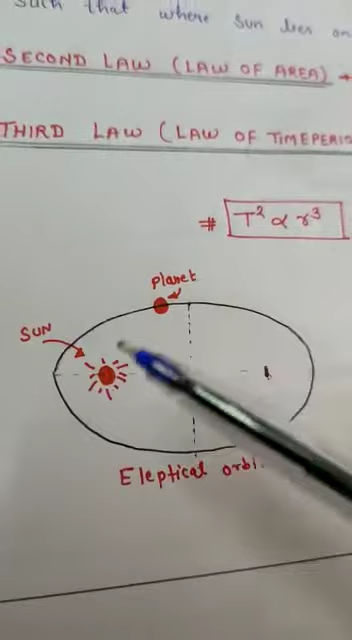 such that where sun lies on
SECOND LAW (LAW OF AREA) →
THIRD LAW (LAW OF TIMEPERIO
# T² ∝ r³
Planet
SUN
Eleptical orbi